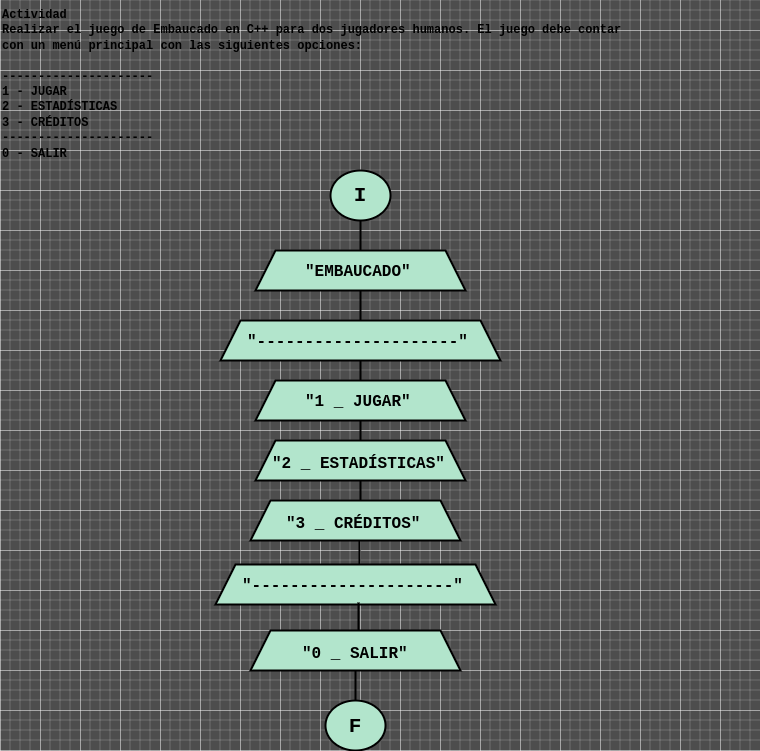 Actividad
Realizar el juego de Embaucado en C++ para dos jugadores humanos. El juego debe contar
con un menú principal con las siguientes opciones:
---------------------
1 - JUGAR
2 - ESTADÍSTICAS
3 - CRÉDITOS
---------------------
0 - SALIR
I
"EMBAUCADO"
"---------------------"
"1 _ JUGAR"
"2 _ ESTADÍSTICAS"
"3 _ CRÉDITOS"
"---------------------"
"0 _ SALIR"
F